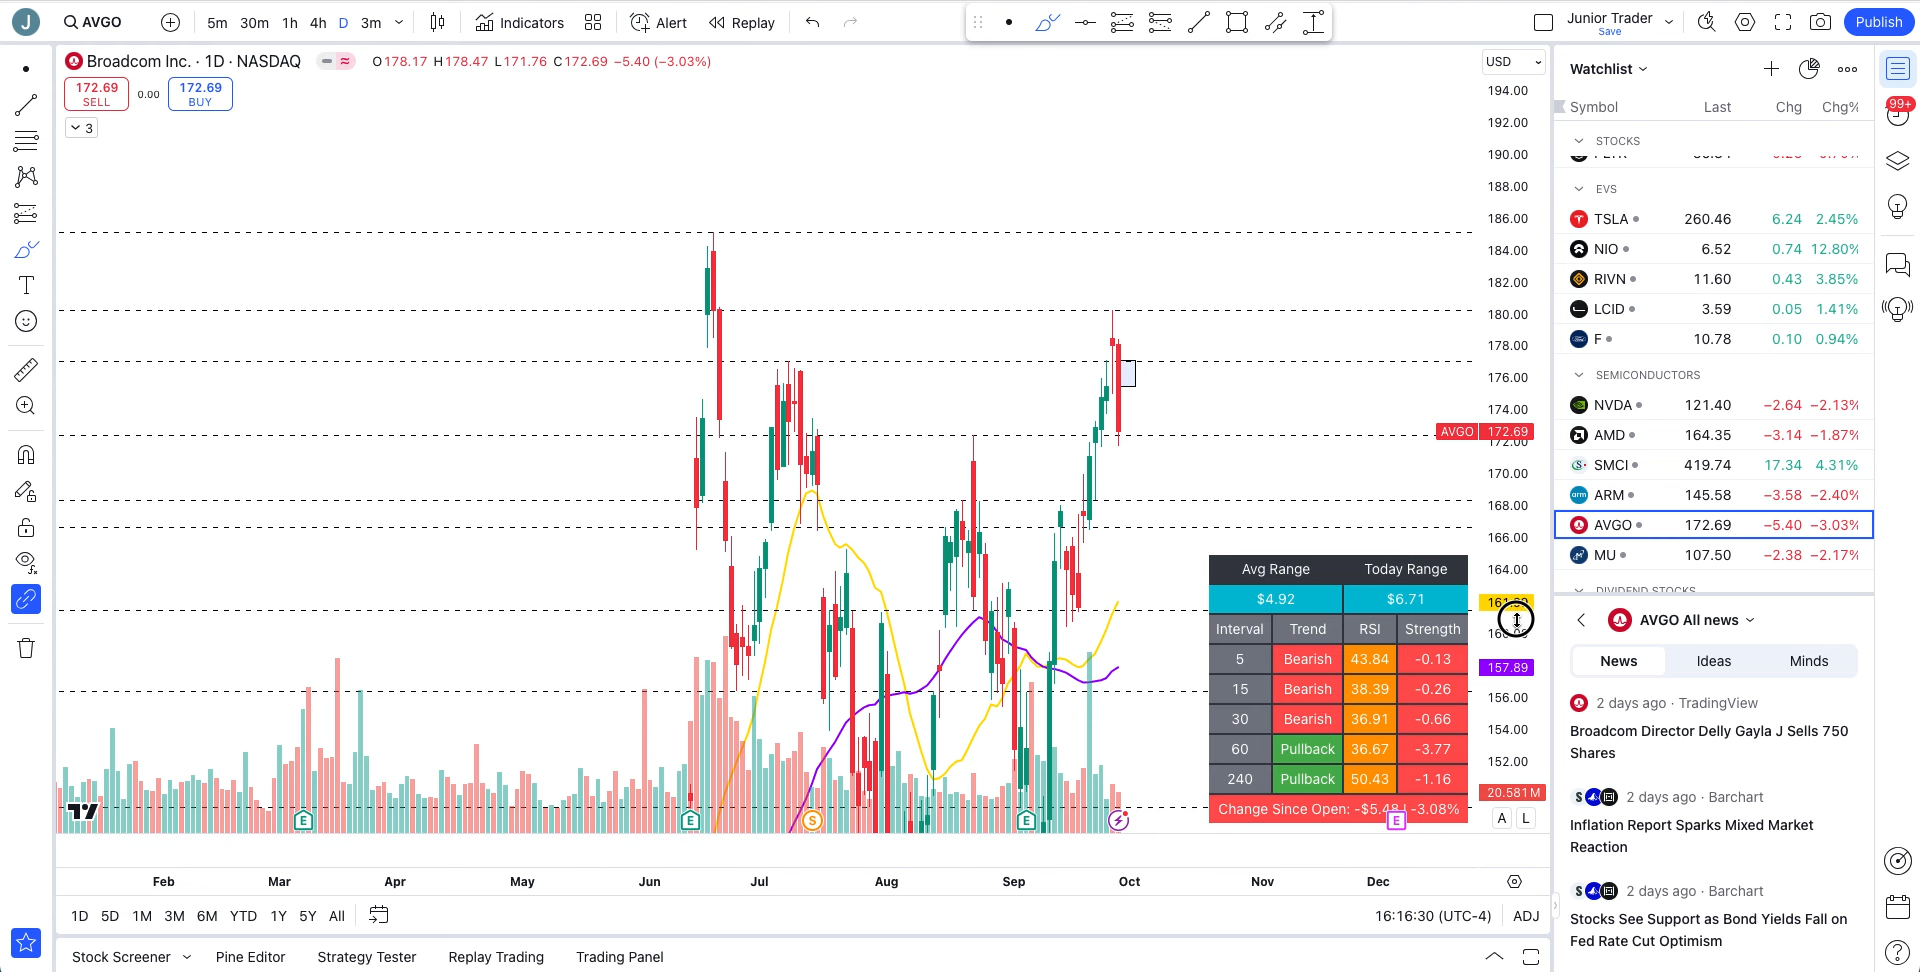 J AVGO 5m 30m 1h 4h D 3m Indicators Alert Replay Junior Trader Save Publish
Broadcom Inc. · 1D · NASDAQ O178.17 H178.47 L171.76 C172.69 −5.40 (−3.03%)
172.69 SELL 0.00 172.69 BUY
3
USD
194.00
192.00
190.00
188.00
186.00
184.00
182.00
180.00
178.00
176.00
174.00
AVGO 172.69
172.00
170.00
168.00
166.00
164.00
157.89
156.00
154.00
152.00
20.581M
A L
Avg Range Today Range
$4.92 $6.71
Interval Trend RSI Strength
5 Bearish 43.84 -0.13
15 Bearish 38.39 -0.26
30 Bearish 36.91 -0.66
60 Pullback 36.67 -3.77
240 Pullback 50.43 -1.16
Change Since Open: -$5.48 | -3.08%
E E S E E
Feb Mar Apr May Jun Jul Aug Sep Oct Nov Dec
1D 5D 1M 3M 6M YTD 1Y 5Y All 16:16:30 (UTC-4) ADJ
Stock Screener Pine Editor Strategy Tester Replay Trading Trading Panel
Watchlist
99+
Symbol Last Chg Chg%
STOCKS
EVS
TSLA 260.46 6.24 2.45%
NIO 6.52 0.74 12.80%
RIVN 11.60 0.43 3.85%
LCID 3.59 0.05 1.41%
F 10.78 0.10 0.94%
SEMICONDUCTORS
NVDA 121.40 −2.64 −2.13%
AMD 164.35 −3.14 −1.87%
SMCI 419.74 17.34 4.31%
ARM 145.58 −3.58 −2.40%
AVGO 172.69 −5.40 −3.03%
MU 107.50 −2.38 −2.17%
DIVIDEND STOCKS
AVGO All news
News Ideas Minds
2 days ago · TradingView
Broadcom Director Delly Gayla J Sells 750
Shares
S 2 days ago · Barchart
Inflation Report Sparks Mixed Market
Reaction
S 2 days ago · Barchart
Stocks See Support as Bond Yields Fall on
Fed Rate Cut Optimism